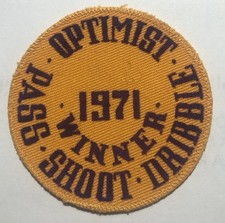 OPTIMIST
PASS · SHOOT · DRIBBLE
· 1971 ·
WINNER